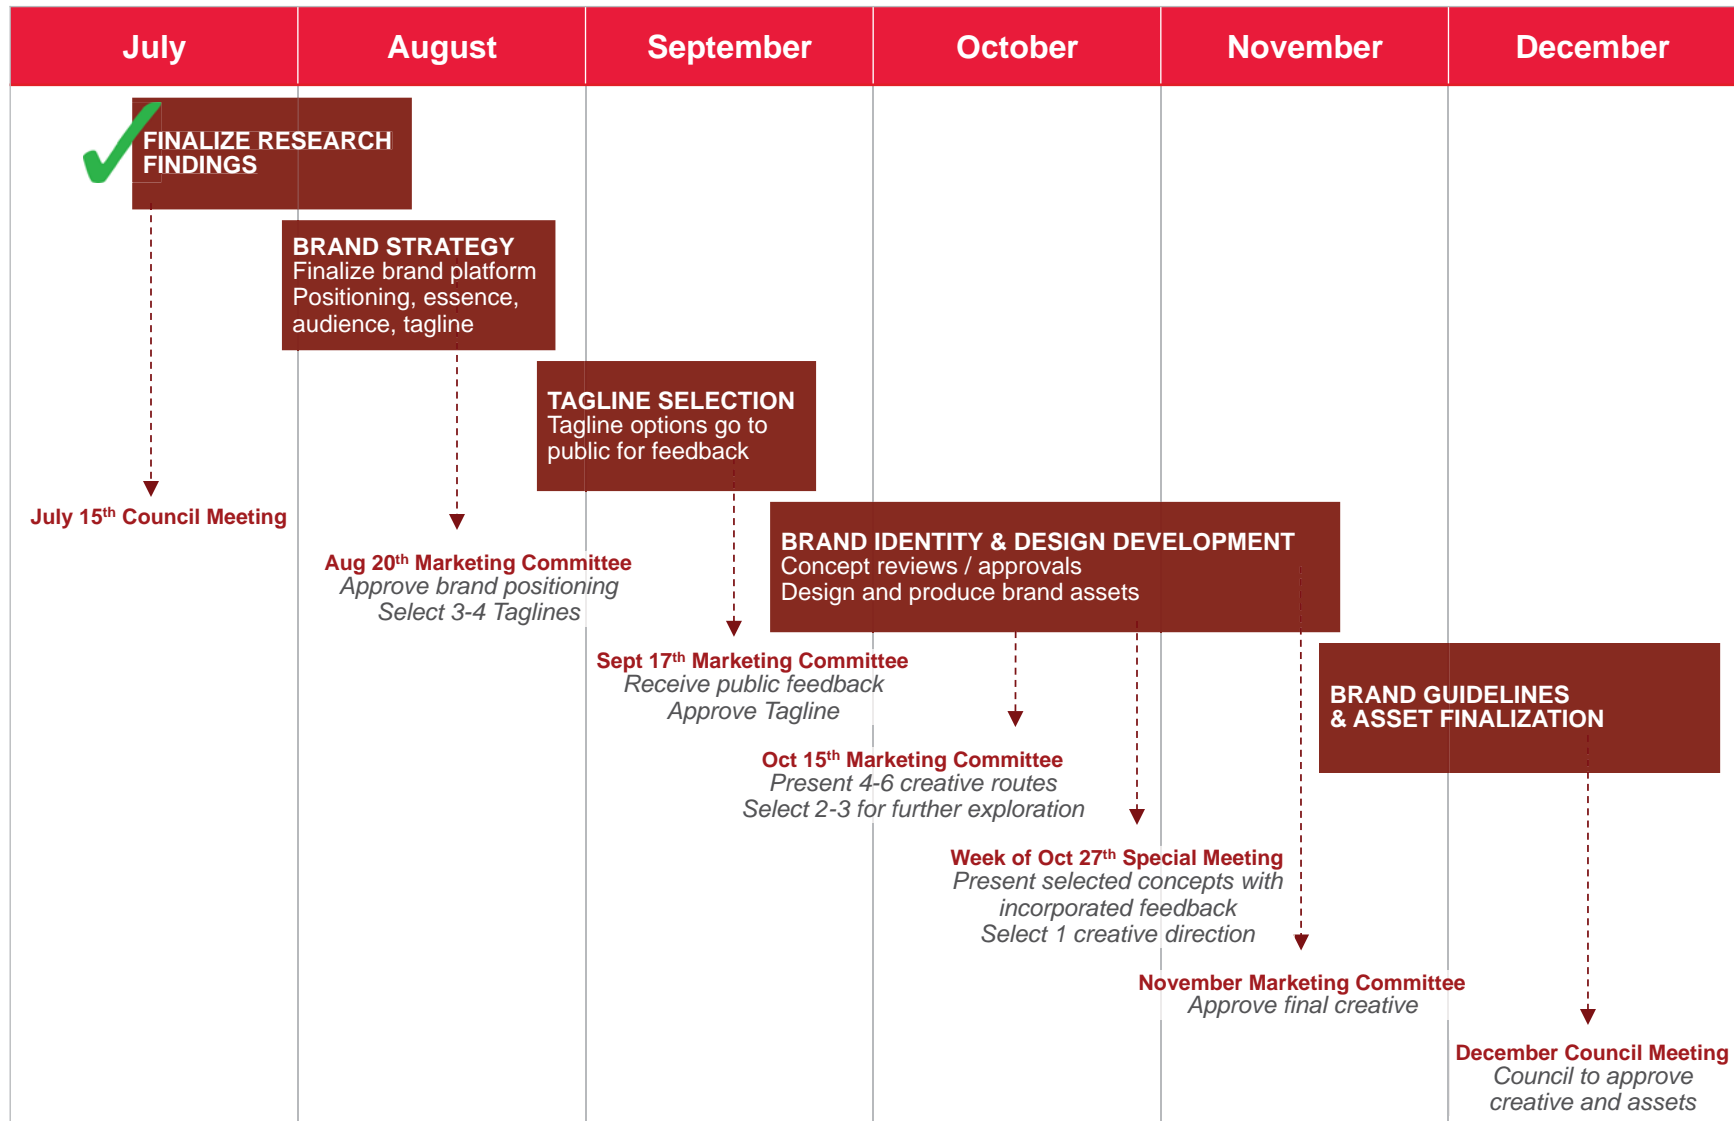 July August September October November December
FINALIZE RESEARCH
FINDINGS
BRAND STRATEGY
Finalize brand platform
Positioning, essence,
audience, tagline
TAGLINE SELECTION
Tagline options go to
public for feedback
July 15th Council Meeting
BRAND IDENTITY & DESIGN DEVELOPMENT
Concept reviews / approvals
Design and produce brand assets
Aug 20th Marketing Committee
Approve brand positioning
Select 3-4 Taglines
Sept 17th Marketing Committee
Receive public feedback
Approve Tagline
BRAND GUIDELINES
& ASSET FINALIZATION
Oct 15th Marketing Committee
Present 4-6 creative routes
Select 2-3 for further exploration
Week of Oct 27th Special Meeting
Present selected concepts with
incorporated feedback
Select 1 creative direction
November Marketing Committee
Approve final creative
December Council Meeting
Council to approve
creative and assets